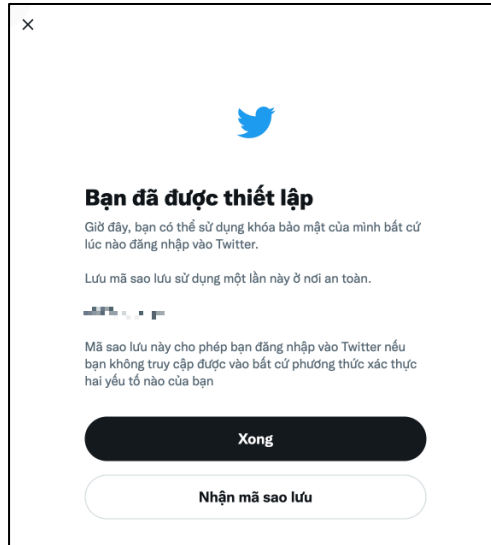 Bạn đã được thiết lập
Giờ đây, bạn có thể sử dụng khóa bảo mật của mình bất cứ
lúc nào đăng nhập vào Twitter.
Lưu mã sao lưu sử dụng một lần này ở nơi an toàn.
Mã sao lưu này cho phép bạn đăng nhập vào Twitter nếu
bạn không truy cập được vào bất cứ phương thức xác thực
hai yếu tố nào của bạn
Xong
Nhận mã sao lưu